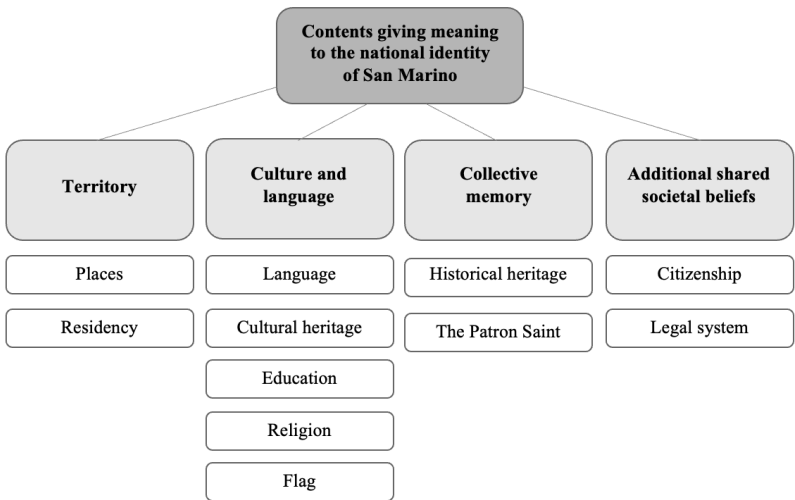 Contents giving meaning
to the national identity
of San Marino
Territory
Culture and
language
Collective
memory
Additional shared
societal beliefs
Places
Residency
Language
Cultural heritage
Education
Religion
Flag
Historical heritage
The Patron Saint
Citizenship
Legal system